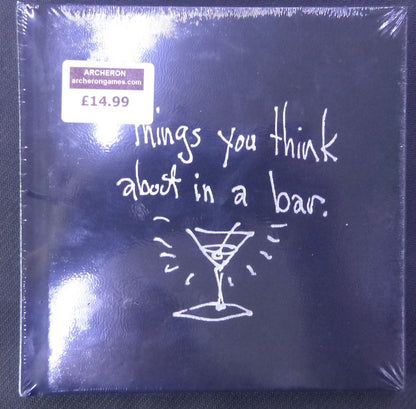 ARCHERON
archerongames.com
£14.99
Things you think
about in a bar.